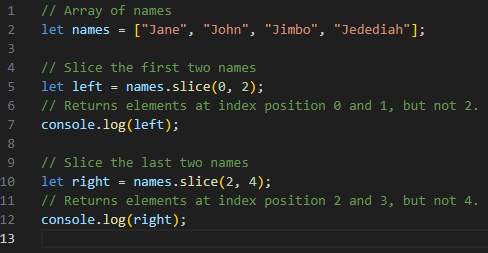 1 // Array of names
2 let names = ["Jane", "John", "Jimbo", "Jedediah"];
3
4 // Slice the first two names
5 let left = names.slice(0, 2);
6 // Returns elements at index position 0 and 1, but not 2.
7 console.log(left);
8
9 // Slice the last two names
10 let right = names.slice(2, 4);
11 // Returns elements at index position 2 and 3, but not 4.
12 console.log(right);
13